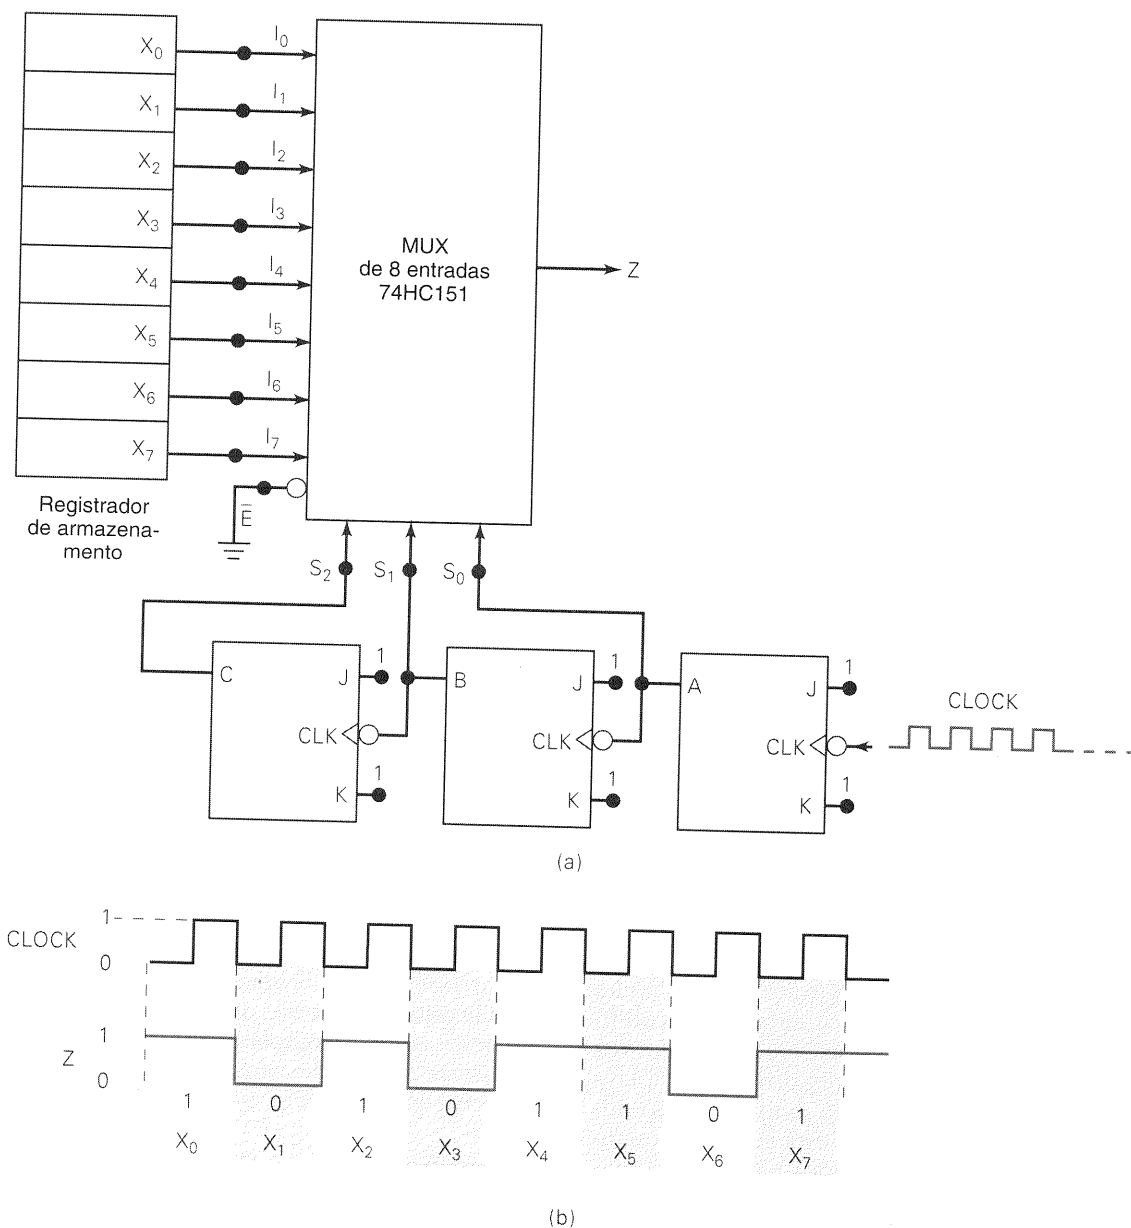 X0 I0
X1 I1
X2 I2
X3 I3
X4 I4
X5 I5
X6 I6
X7 I7
MUX
de 8 entradas
74HC151
Z
E̅
Registrador
de armazena-
mento
S2 S1 S0
C J 1 CLK K 1
B J 1 CLK K 1
A J 1 CLK K 1
CLOCK
(a)
CLOCK 1 0
Z 1 0
1 0 1 0 1 1 0 1
X0 X1 X2 X3 X4 X5 X6 X7
(b)